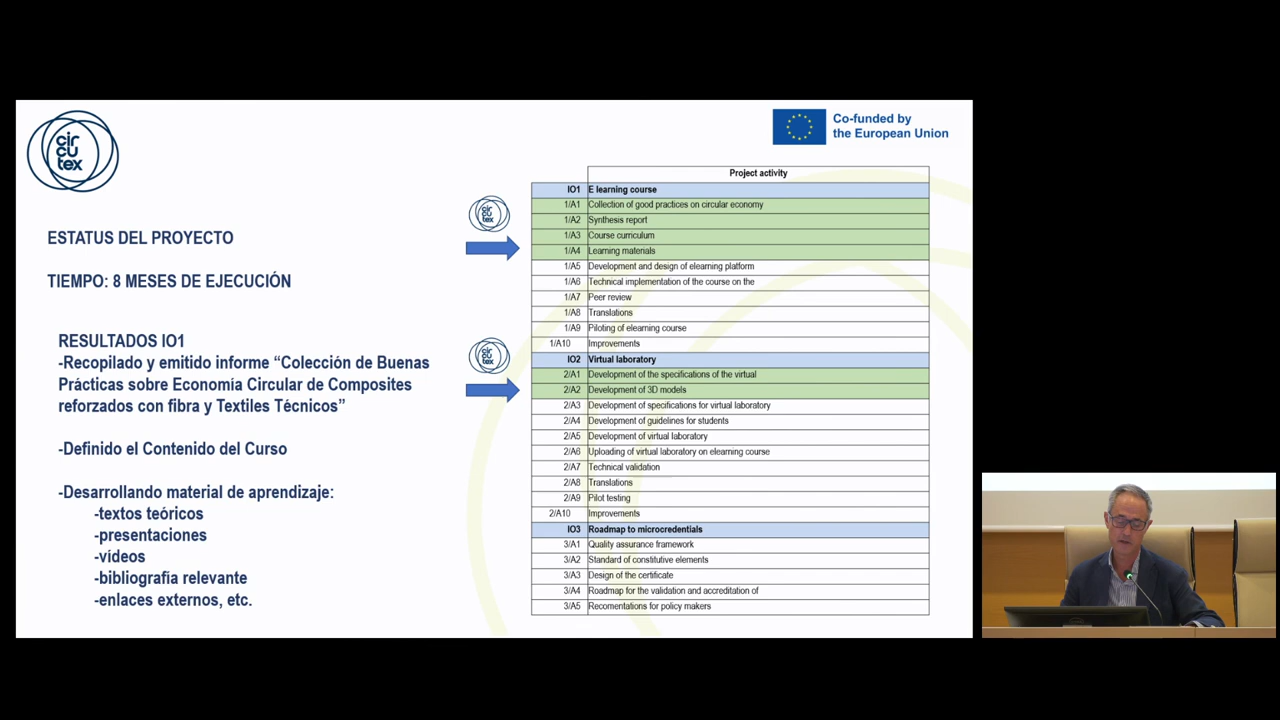 cir
cu
tex
Co-funded by
the European Union
ESTATUS DEL PROYECTO
TIEMPO: 8 MESES DE EJECUCIÓN
RESULTADOS IO1
-Recopilado y emitido informe “Colección de Buenas
Prácticas sobre Economía Circular de Composites
reforzados con fibra y Textiles Técnicos”
-Definido el Contenido del Curso
-Desarrollando material de aprendizaje:
-textos teóricos
-presentaciones
-vídeos
-bibliografía relevante
-enlaces externos, etc.
cir
cu
tex
cir
cu
tex
Project activity
IO1 E learning course
1/A1 Collection of good practices on circular economy
1/A2 Synthesis report
1/A3 Course curriculum
1/A4 Learning materials
1/A5 Development and design of elearning platform
1/A6 Technical implementation of the course on the
1/A7 Peer review
1/A8 Translations
1/A9 Piloting of elearning course
1/A10 Improvements
IO2 Virtual laboratory
2/A1 Development of the specifications of the virtual
2/A2 Development of 3D models
2/A3 Development of specifications for virtual laboratory
2/A4 Development of guidelines for students
2/A5 Development of virtual laboratory
2/A6 Uploading of virtual laboratory on elearning course
2/A7 Technical validation
2/A8 Translations
2/A9 Pilot testing
2/A10 Improvements
IO3 Roadmap to microcredentials
3/A1 Quality assurance framework
3/A2 Standard of constitutive elements
3/A3 Design of the certificate
3/A4 Roadmap for the validation and accreditation of
3/A5 Recomentations for policy makers